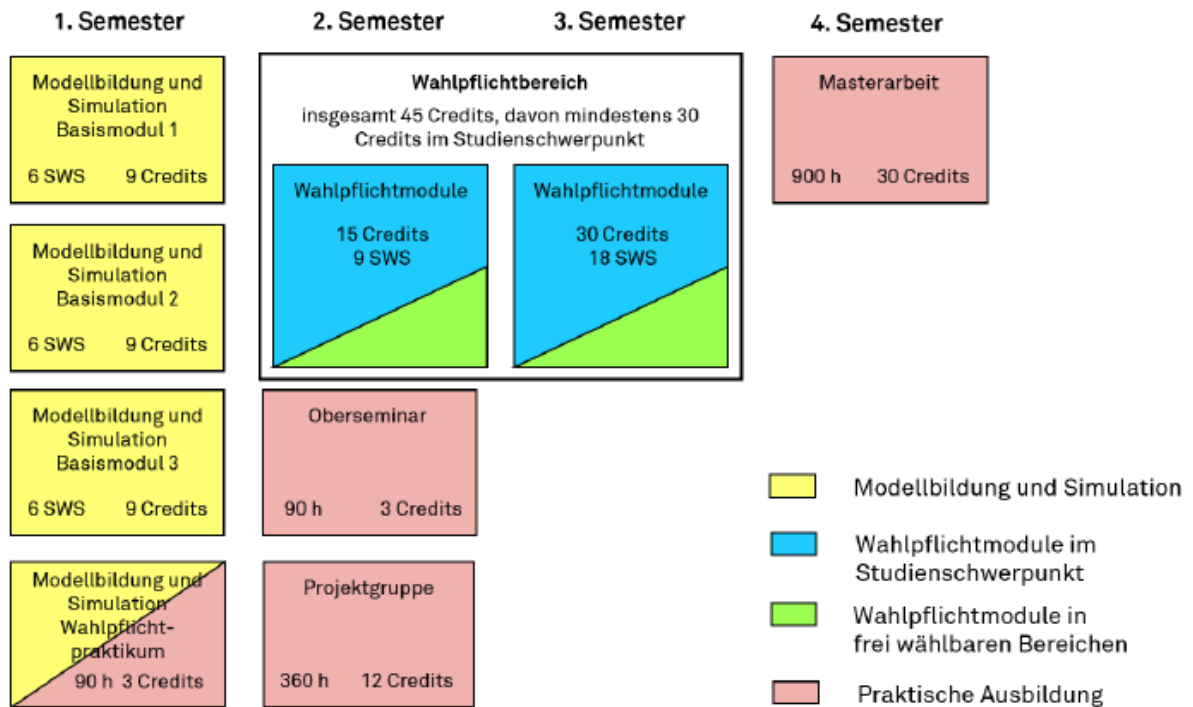 1. Semester
2. Semester
3. Semester
4. Semester
Modellbildung und
Simulation
Basismodul 1
6 SWS 9 Credits
Modellbildung und
Simulation
Basismodul 2
6 SWS 9 Credits
Modellbildung und
Simulation
Basismodul 3
6 SWS 9 Credits
Modellbildung und
Simulation
Wahlpflicht-
praktikum
90 h 3 Credits
Wahlpflichtbereich
insgesamt 45 Credits, davon mindestens 30
Credits im Studienschwerpunkt
Wahlpflichtmodule
15 Credits
9 SWS
Wahlpflichtmodule
30 Credits
18 SWS
Oberseminar
90 h 3 Credits
Projektgruppe
360 h 12 Credits
Masterarbeit
900 h 30 Credits
Modellbildung und Simulation
Wahlpflichtmodule im
Studienschwerpunkt
Wahlpflichtmodule in
frei wählbaren Bereichen
Praktische Ausbildung